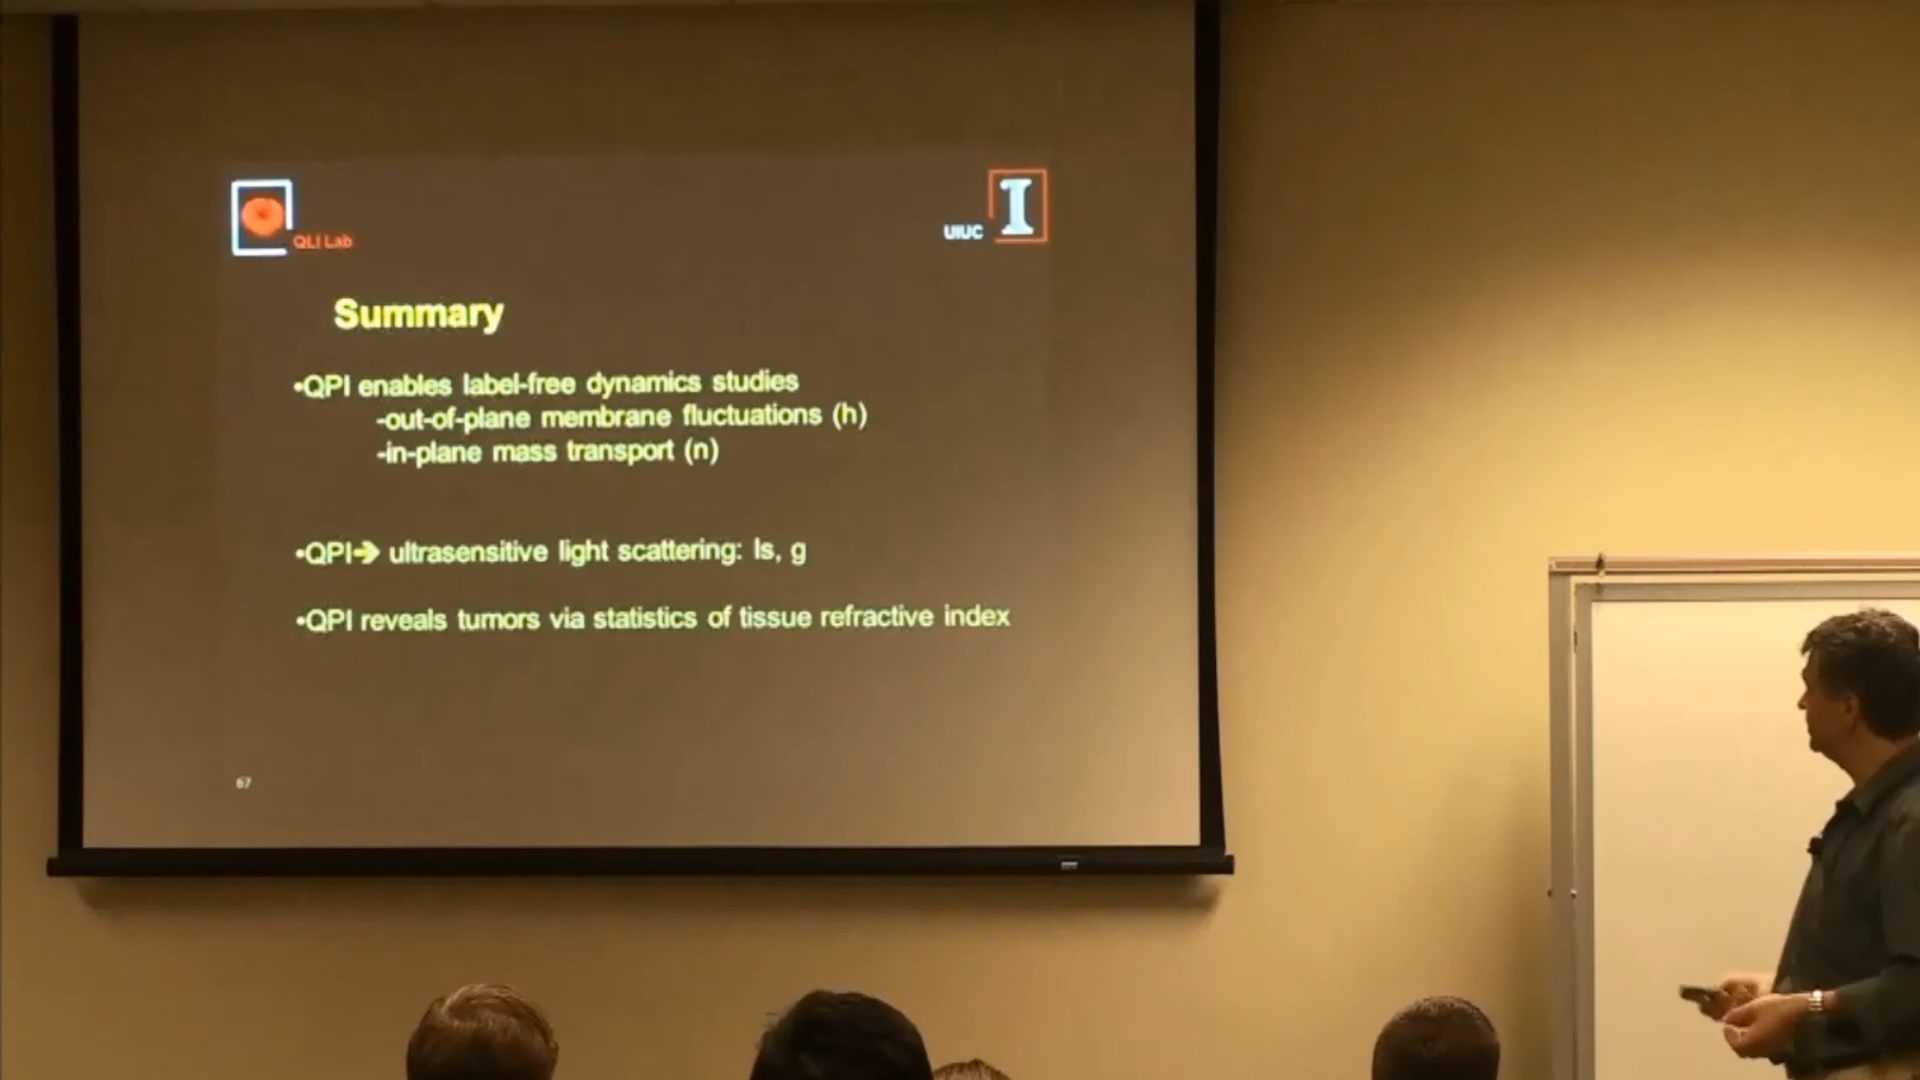 QLI Lab
UIUC I
Summary
•QPI enables label-free dynamics studies
-out-of-plane membrane fluctuations (h)
-in-plane mass transport (n)
•QPI➔ ultrasensitive light scattering: ls, g
•QPI reveals tumors via statistics of tissue refractive index
67